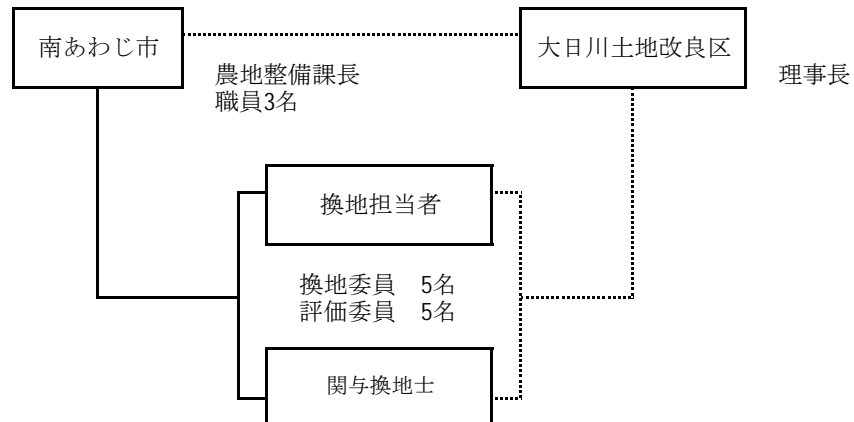 南あわじ市
大日川土地改良区
農地整備課長
職員3名
理事長
換地担当者
換地委員　5名
評価委員　5名
関与換地士